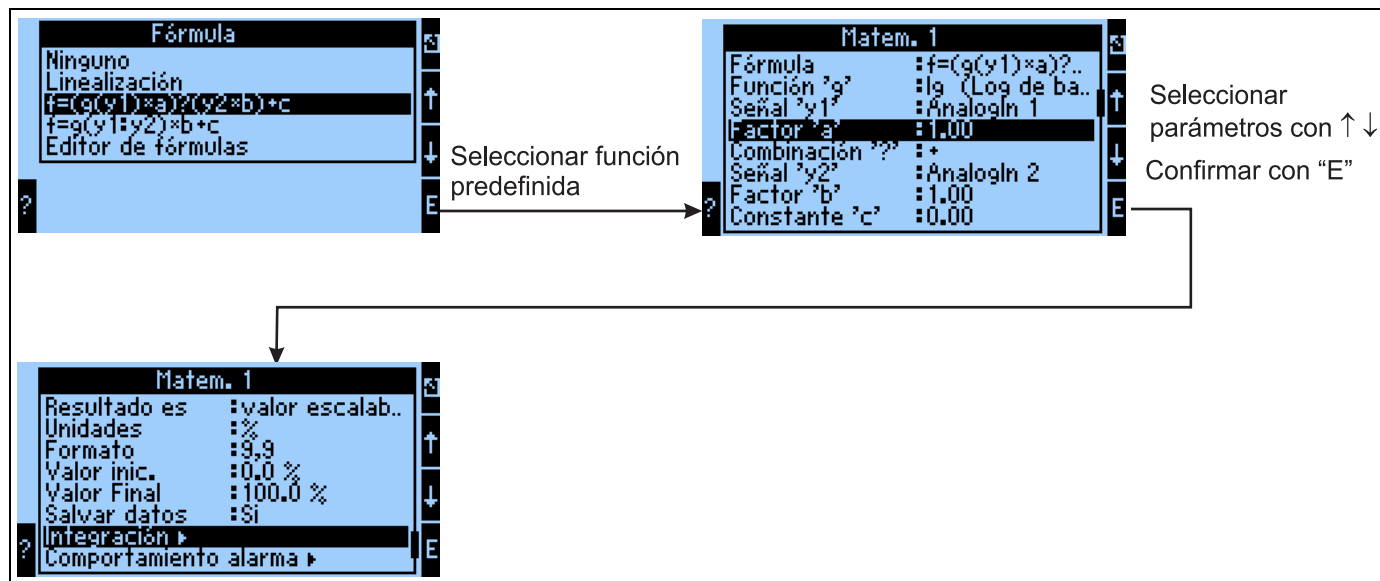 Fórmula
Ninguno
Linealización
f=(g(y1)×a)?(y2×b)+c
f=g(y1:y2)×b+c
Editor de fórmulas
?
↑
↓
E
Seleccionar función
predefinida
Matem. 1
Fórmula :f=(g(y1)×a)?..
Función 'g' :lg (Log de ba..
Señal 'y1' :AnalogIn 1
Factor 'a' :1.00
Combinación '?' :+
Señal 'y2' :AnalogIn 2
Factor 'b' :1.00
Constante 'c' :0.00
?
↑
↓
E
Seleccionar
parámetros con ↑ ↓
Confirmar con “E”
Matem. 1
Resultado es :valor escalab..
Unidades :%
Formato :9,9
Valor inic. :0.0 %
Valor Final :100.0 %
Salvar datos :Si
Integración ▸
Comportamiento alarma ▸
?
↑
↓
E